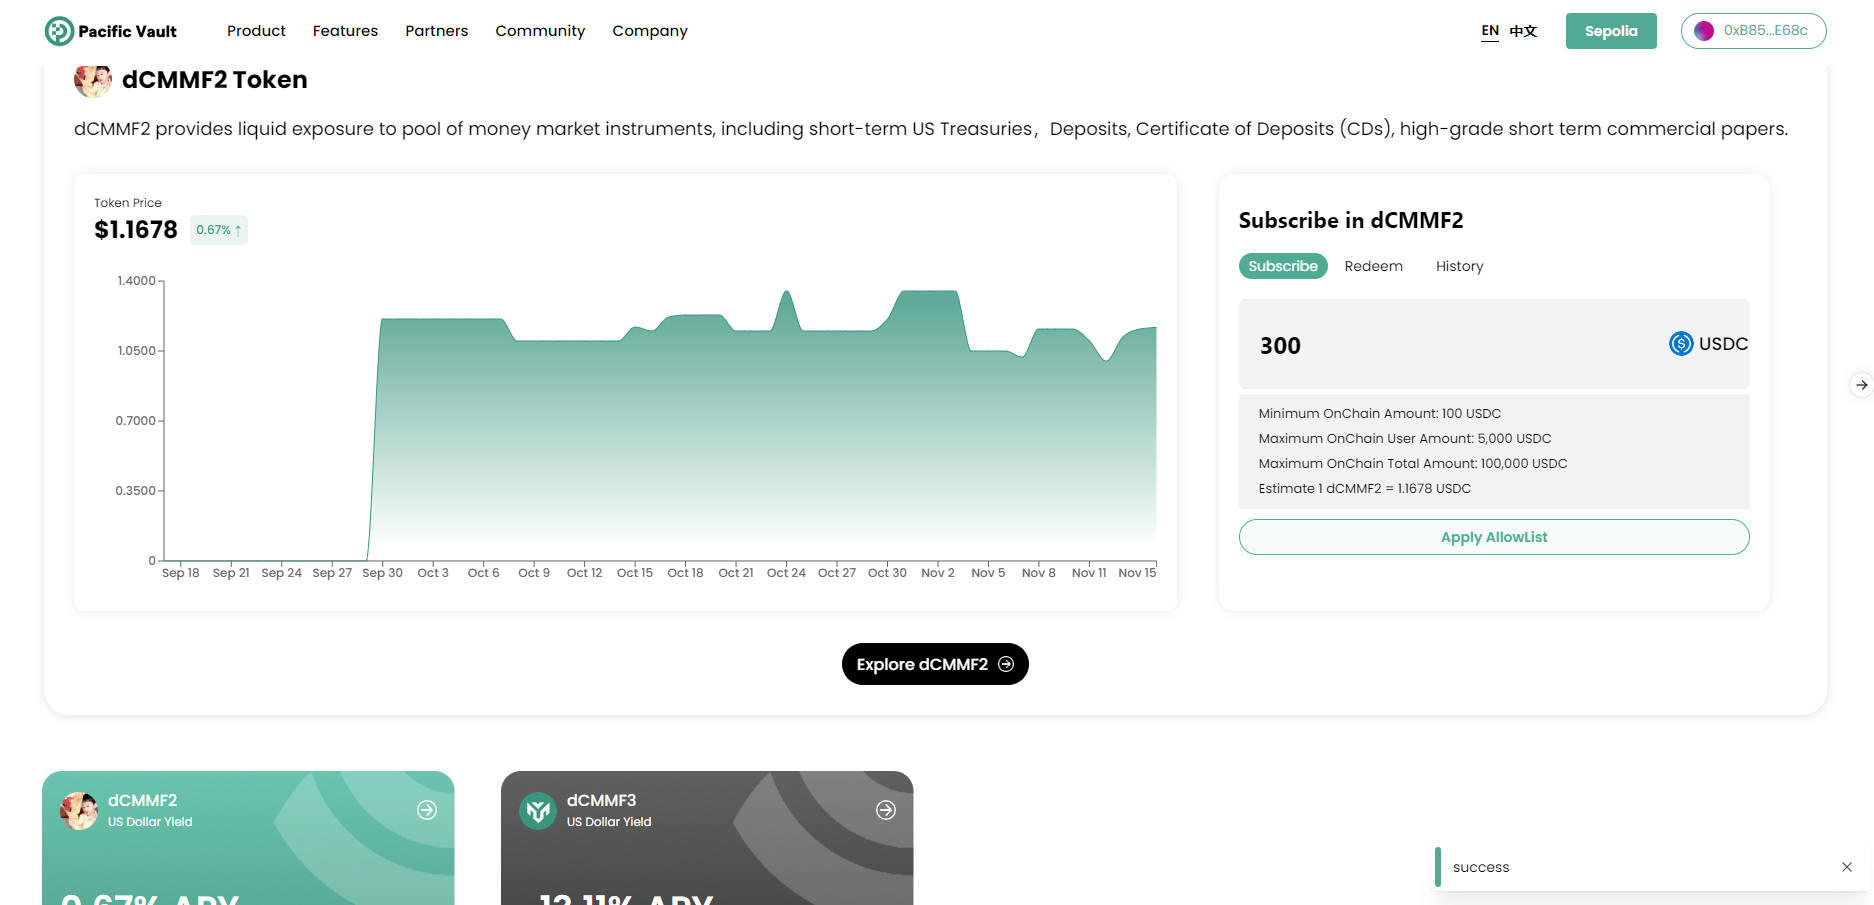 Pacific Vault
Product
Features
Partners
Community
Company
EN
中文
Sepolia
0xB85...E68c
dCMMF2 Token
dCMMF2 provides liquid exposure to pool of money market instruments, including short-term US Treasuries，Deposits, Certificate of Deposits (CDs), high-grade short term commercial papers.
Token Price
$1.1678
0.67% ↑
1.4000
1.0500
0.7000
0.3500
0
Sep 18
Sep 21
Sep 24
Sep 27
Sep 30
Oct 3
Oct 6
Oct 9
Oct 12
Oct 15
Oct 18
Oct 21
Oct 24
Oct 27
Oct 30
Nov 2
Nov 5
Nov 8
Nov 11
Nov 15
Subscribe in dCMMF2
Subscribe
Redeem
History
300
USDC
Minimum OnChain Amount: 100 USDC
Maximum OnChain User Amount: 5,000 USDC
Maximum OnChain Total Amount: 100,000 USDC
Estimate 1 dCMMF2 = 1.1678 USDC
Apply AllowList
Explore dCMMF2
dCMMF2
US Dollar Yield
0.67% APY
dCMMF3
US Dollar Yield
12.11% APY
success